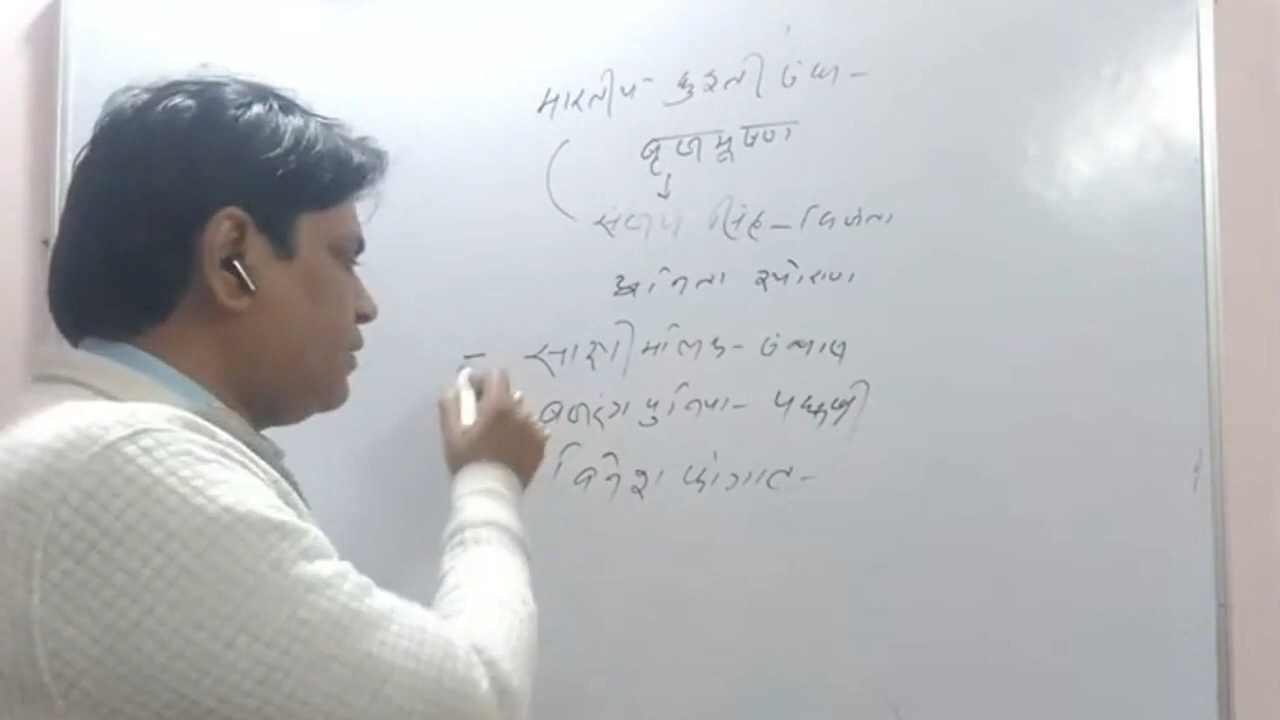 भारतीय कुश्ती संघ -
बृजभूषण
संजय सिंह - विजेता
अनिता श्योराण
- साक्षी मलिक - संन्यास
बजरंग पुनिया - पद्मश्री
विनेश फोगाट -